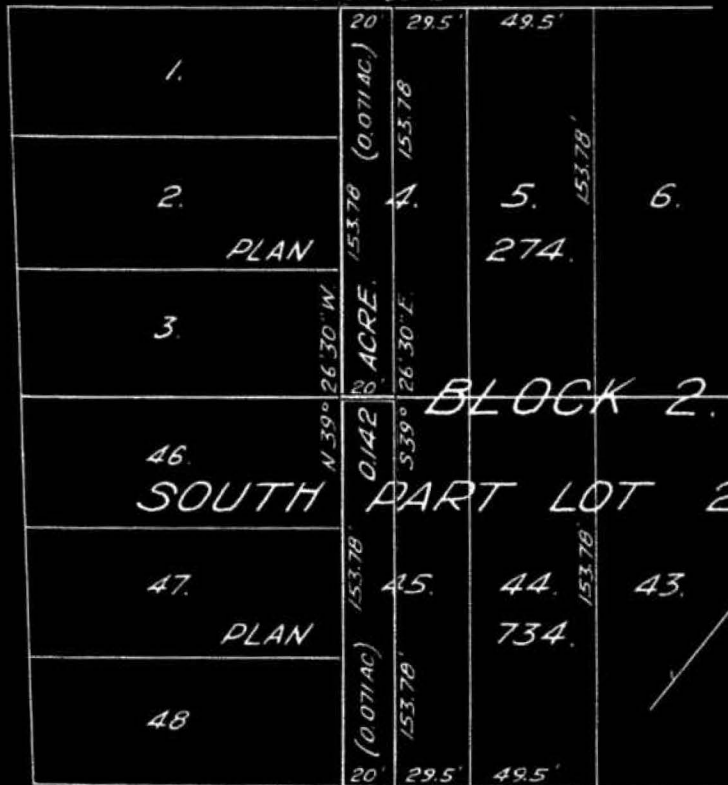 20' 29.5' 49.5'
1.
(0.071 AC)
153.78
153.78'
2.
153.78
4. 5. 6.
PLAN 274.
3.
N 39° 26' 30" W.
0.142 ACRE.
S 39° 26' 30" E.
20'
BLOCK 2.
46.
SOUTH PART LOT 2
153.78'
47. 45. 44. 43.
153.78'
PLAN 734.
(0.071 AC)
153.78'
48
20' 29.5' 49.5'